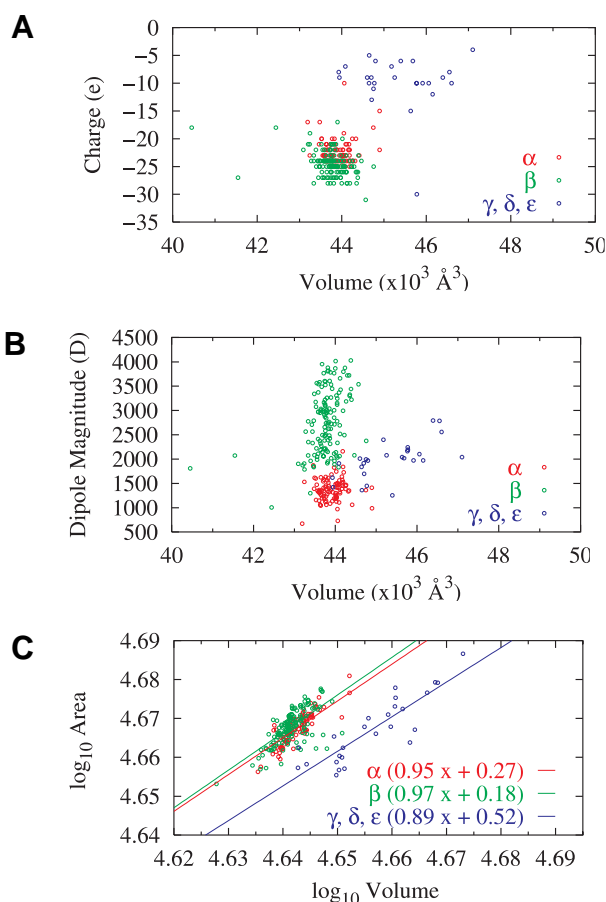 A
0
−5
−10
−15
−20
−25
−30
−35
Charge (e)
α
β
γ, δ, ε
40 42 44 46 48 50
Volume (x10³ Å³)
B
4500
4000
3500
3000
2500
2000
1500
1000
500
Dipole Magnitude (D)
α
β
γ, δ, ε
40 42 44 46 48 50
Volume (x10³ Å³)
C
4.69
4.68
4.67
4.66
4.65
4.64
log₁₀ Area
α (0.95 x + 0.27)
β (0.97 x + 0.18)
γ, δ, ε (0.89 x + 0.52)
4.62 4.63 4.64 4.65 4.66 4.67 4.68 4.69
log₁₀ Volume